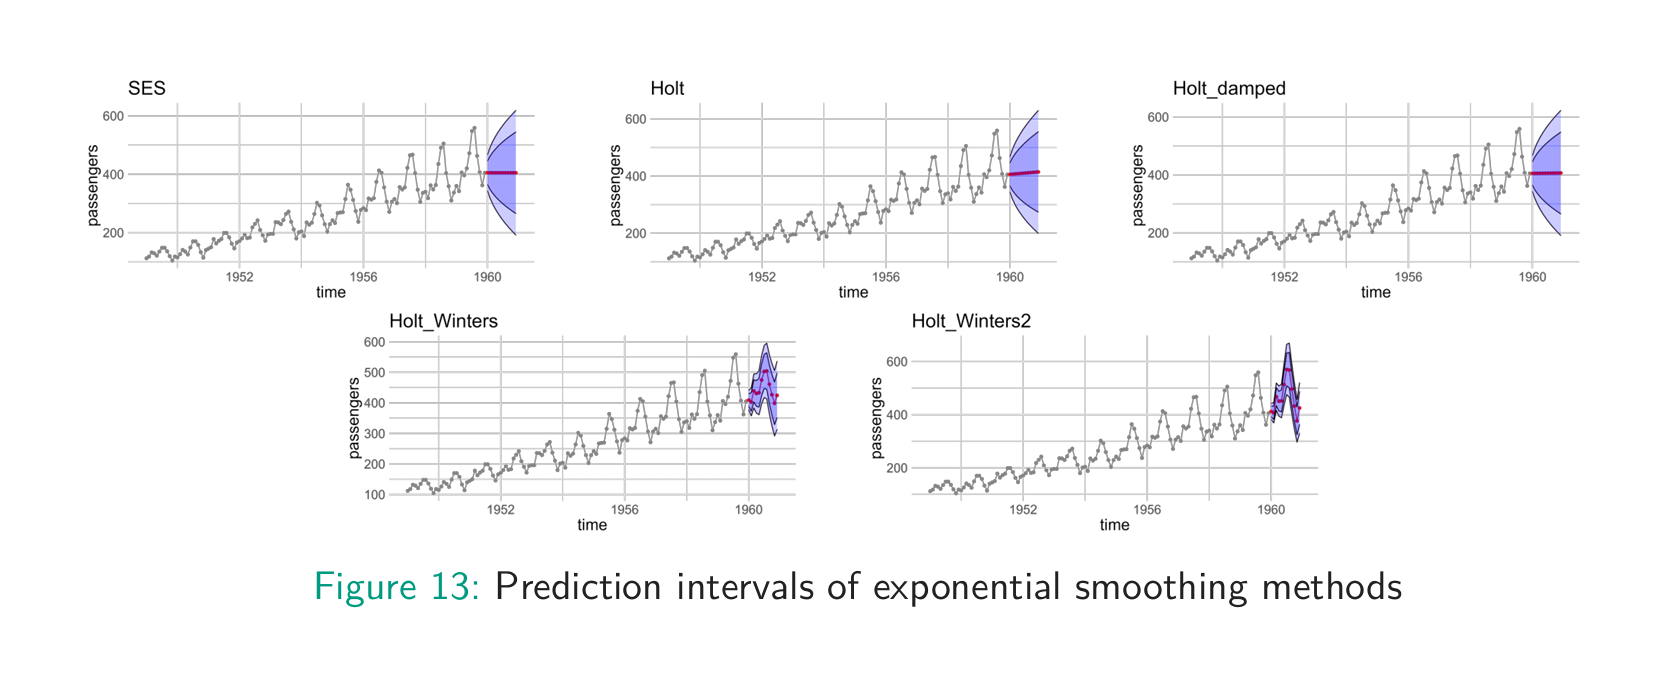 SES
600
400
200
passengers
1952 1956 1960
time
Holt
600
400
200
passengers
1952 1956 1960
time
Holt_damped
600
400
200
passengers
1952 1956 1960
time
Holt_Winters
600
500
400
300
200
100
passengers
1952 1956 1960
time
Holt_Winters2
600
400
200
passengers
1952 1956 1960
time
Figure 13: Prediction intervals of exponential smoothing methods